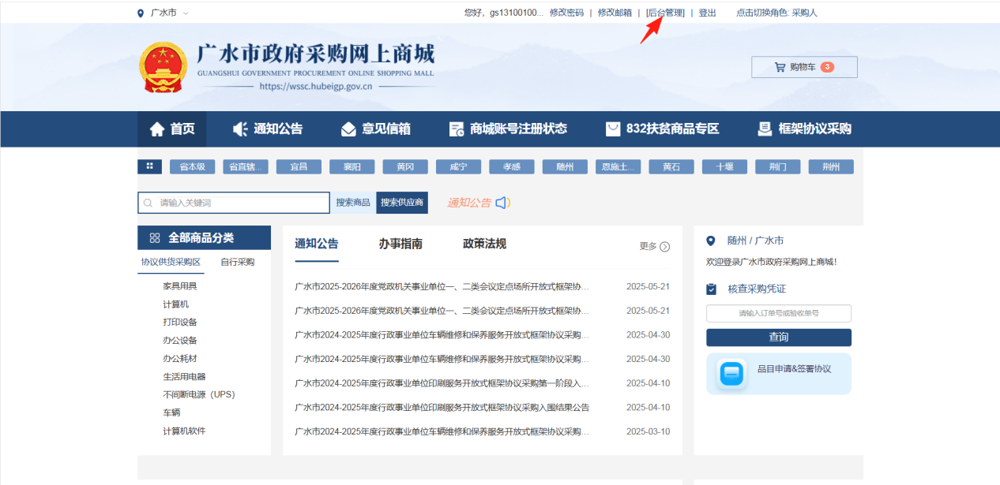 广水市
您好，gs13100100... 修改密码 | 修改邮箱 | [后台管理] | 登出 点击切换角色: 采购人
广水市政府采购网上商城
GUANGSHUI GOVERNMENT PROCUREMENT ONLINE SHOPPING MALL
https://wssc.hubeigp.gov.cn
购物车 3
首页 通知公告 意见信箱 商城账号注册状态 832扶贫商品专区 框架协议采购
省本级 省直辖... 宜昌 襄阳 黄冈 咸宁 孝感 随州 恩施土... 黄石 十堰 荆门 荆州
请输入关键词 搜索商品 搜索供应商 通知公告
全部商品分类
协议供货采购区 自行采购
家具用具
计算机
打印设备
办公设备
办公耗材
生活用电器
不间断电源（UPS）
车辆
计算机软件
通知公告 办事指南 政策法规 更多
广水市2025-2026年度党政机关事业单位一、二类会议定点场所开放式框架协... 2025-05-21
广水市2025-2026年度党政机关事业单位一、二类会议定点场所开放式框架协... 2025-05-21
广水市2024-2025年度行政事业单位车辆维修和保养服务开放式框架协议采购... 2025-04-30
广水市2024-2025年度行政事业单位车辆维修和保养服务开放式框架协议采购... 2025-04-30
广水市2024-2025年度行政事业单位印刷服务开放式框架协议采购第一阶段入... 2025-04-10
广水市2024-2025年度行政事业单位印刷服务开放式框架协议采购入围结果公告 2025-04-10
广水市2024-2025年度行政事业单位车辆维修和保养服务开放式框架协议采购... 2025-03-10
随州 / 广水市
欢迎登录广水市政府采购网上商城！
核查采购凭证
请输入订单号或验收单号
查询
品目申请&签署协议